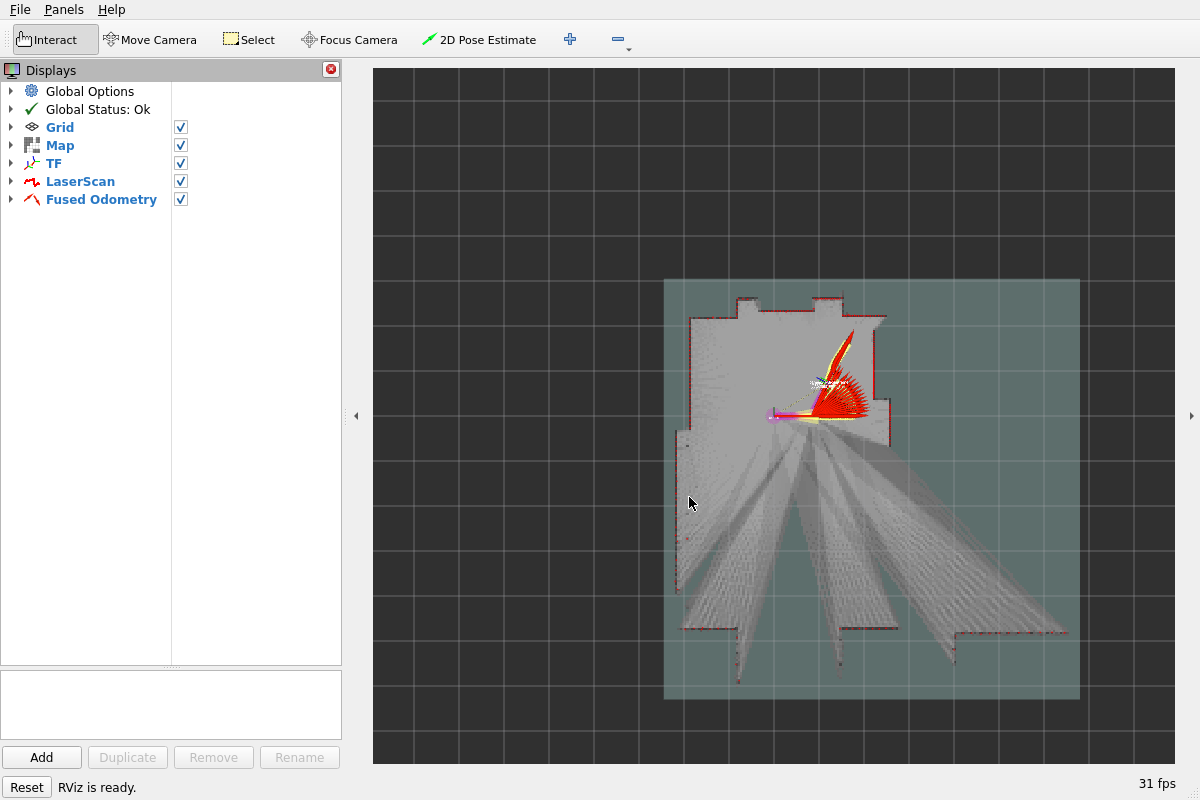 File Panels Help
Interact Move Camera Select Focus Camera 2D Pose Estimate
Displays
Global Options
Global Status: Ok
Grid
Map
TF
LaserScan
Fused Odometry
Add Duplicate Remove Rename
Reset RViz is ready. 31 fps